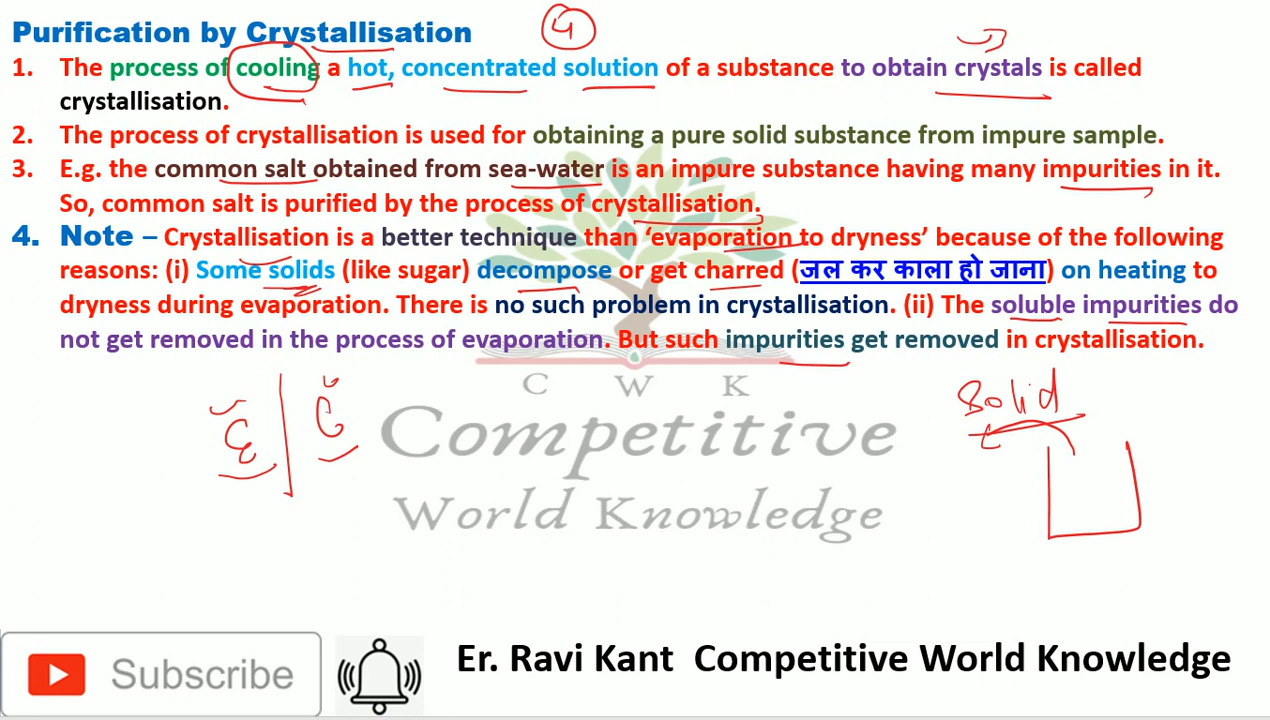 Purification by Crystallisation
4
1. The process of cooling a hot, concentrated solution of a substance to obtain crystals is called
crystallisation.
2. The process of crystallisation is used for obtaining a pure solid substance from impure sample.
3. E.g. the common salt obtained from sea-water is an impure substance having many impurities in it.
So, common salt is purified by the process of crystallisation.
4. Note – Crystallisation is a better technique than ‘evaporation to dryness’ because of the following
reasons: (i) Some solids (like sugar) decompose or get charred (जल कर काला हो जाना) on heating to
dryness during evaporation. There is no such problem in crystallisation. (ii) The soluble impurities do
not get removed in the process of evaporation. But such impurities get removed in crystallisation.
C W K
Solid
Competitive
World Knowledge
Subscribe
Er. Ravi Kant Competitive World Knowledge